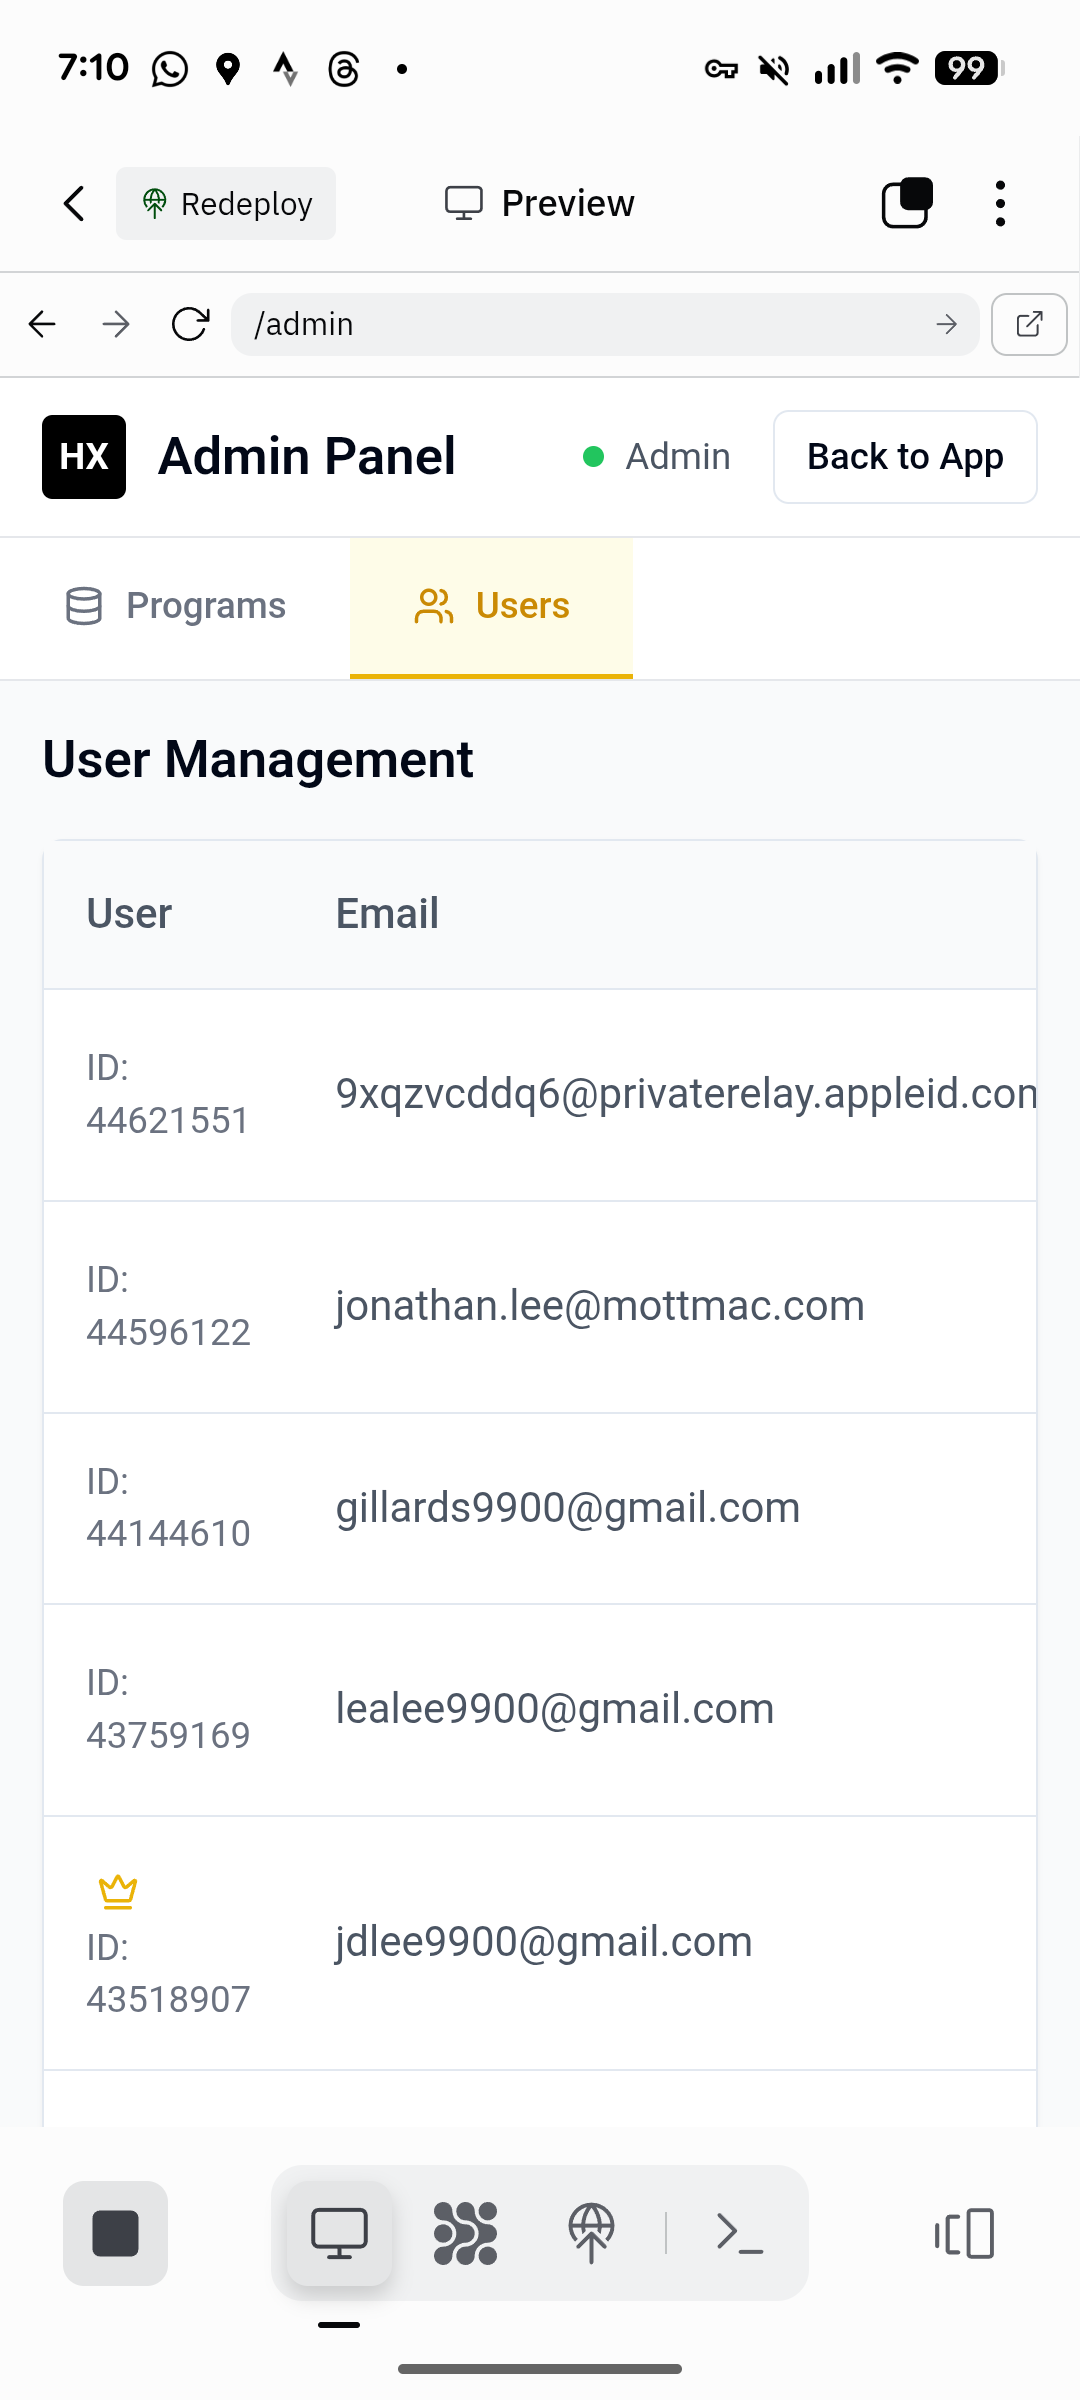 7:10
99
Redeploy
Preview
/admin
HX
Admin Panel
Admin
Back to App
Programs
Users
User Management
User Email
ID:
44621551
9xqzvcddq6@privaterelay.appleid.com
ID:
44596122
jonathan.lee@mottmac.com
ID:
44144610
gillards9900@gmail.com
ID:
43759169
lealee9900@gmail.com
ID:
43518907
jdlee9900@gmail.com